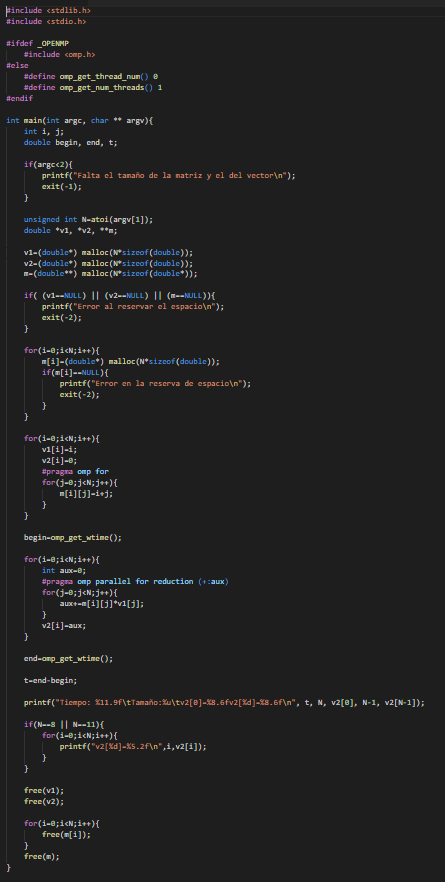 #include <stdlib.h>
#include <stdio.h>

#ifdef _OPENMP
    #include <omp.h>
#else
    #define omp_get_thread_num() 0
    #define omp_get_num_threads() 1
#endif

int main(int argc, char ** argv){
    int i, j;
    double begin, end, t;

    if(argc<2){
        printf("Falta el tamaño de la matriz y el del vector\n");
        exit(-1);
    }

    unsigned int N=atoi(argv[1]);
    double *v1, *v2, **m;

    v1=(double*) malloc(N*sizeof(double));
    v2=(double*) malloc(N*sizeof(double));
    m=(double**) malloc(N*sizeof(double*));

    if( (v1==NULL) || (v2==NULL) || (m==NULL)){
        printf("Error al reservar el espacio\n");
        exit(-2);
    }

    for(i=0;i<N;i++){
        m[i]=(double*) malloc(N*sizeof(double));
        if(m[i]==NULL){
            printf("Error en la reserva de espacio\n");
            exit(-2);
        }
    }

    for(i=0;i<N;i++){
        v1[i]=i;
        v2[i]=0;
        #pragma omp for
        for(j=0;j<N;j++){
            m[i][j]=i+j;
        }
    }

    begin=omp_get_wtime();

    for(i=0;i<N;i++){
        int aux=0;
        #pragma omp parallel for reduction (+:aux)
        for(j=0;j<N;j++){
            aux+=m[i][j]*v1[j];
        }
        v2[i]=aux;
    }

    end=omp_get_wtime();

    t=end-begin;

    printf("Tiempo: %11.9f\tTamaño:%u\tv2[0]=%8.6fv2[%d]=%8.6f\n", t, N, v2[0], N-1, v2[N-1]);

    if(N==8 || N==11){
        for(i=0;i<N;i++){
            printf("v2[%d]=%5.2f\n",i,v2[i]);
        }
    }

    free(v1);
    free(v2);

    for(i=0;i<N;i++){
        free(m[i]);
    }
    free(m);
}